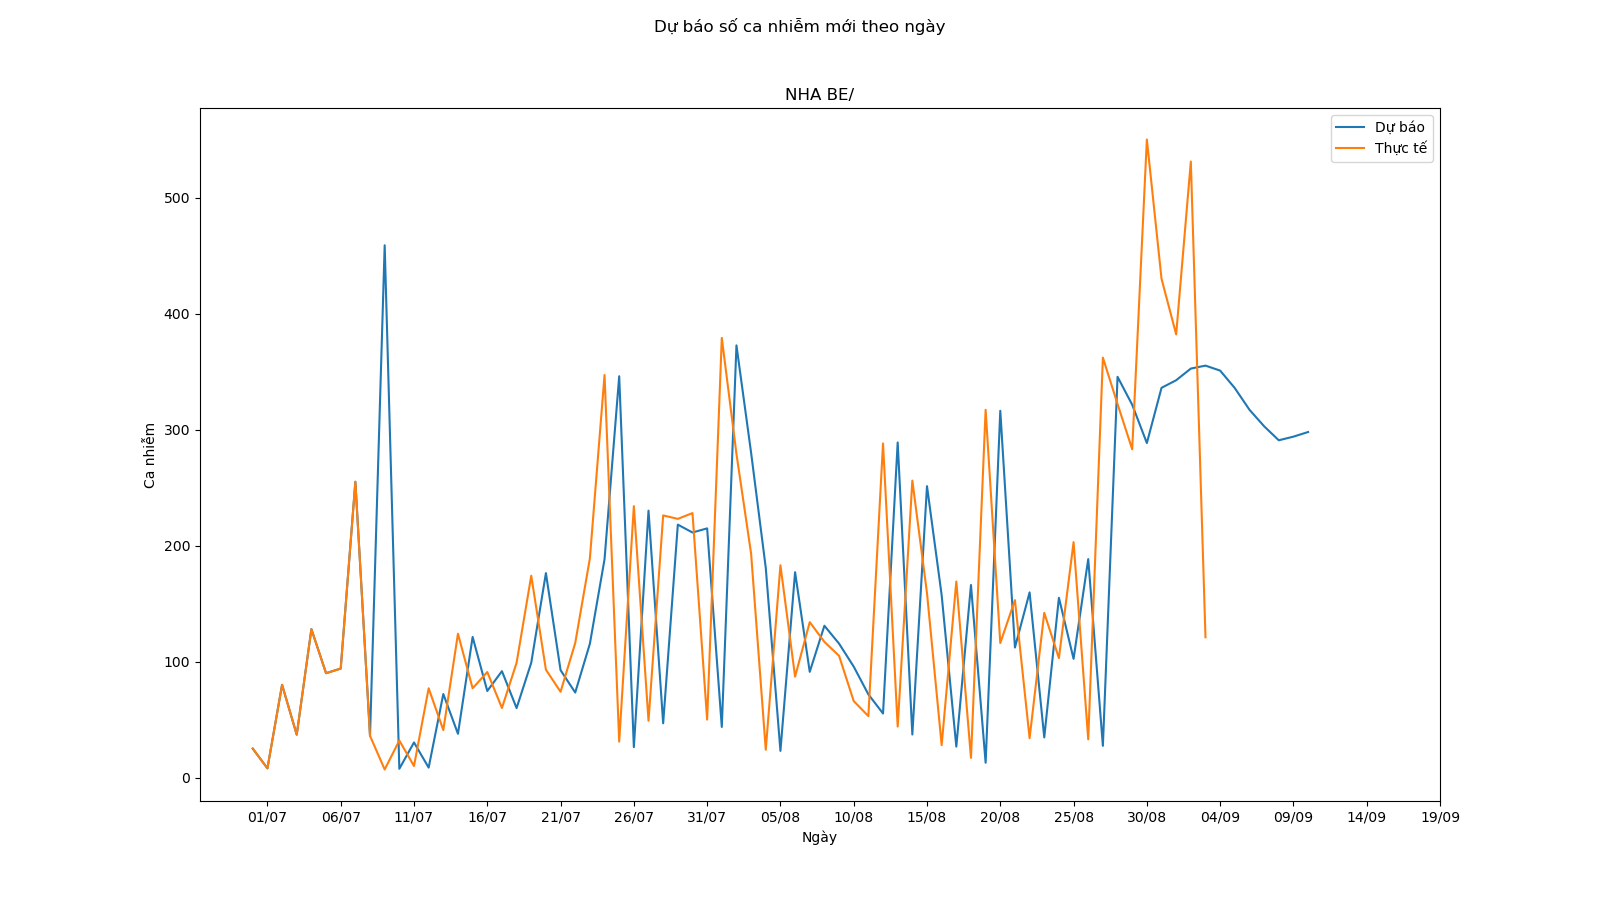 Dự báo số ca nhiễm mới theo ngày
NHA BE/
Dự báo
Thực tế
500
400
300
200
100
0
Ca nhiễm
01/07 06/07 11/07 16/07 21/07 26/07 31/07 05/08 10/08 15/08 20/08 25/08 30/08 04/09 09/09 14/09 19/09
Ngày